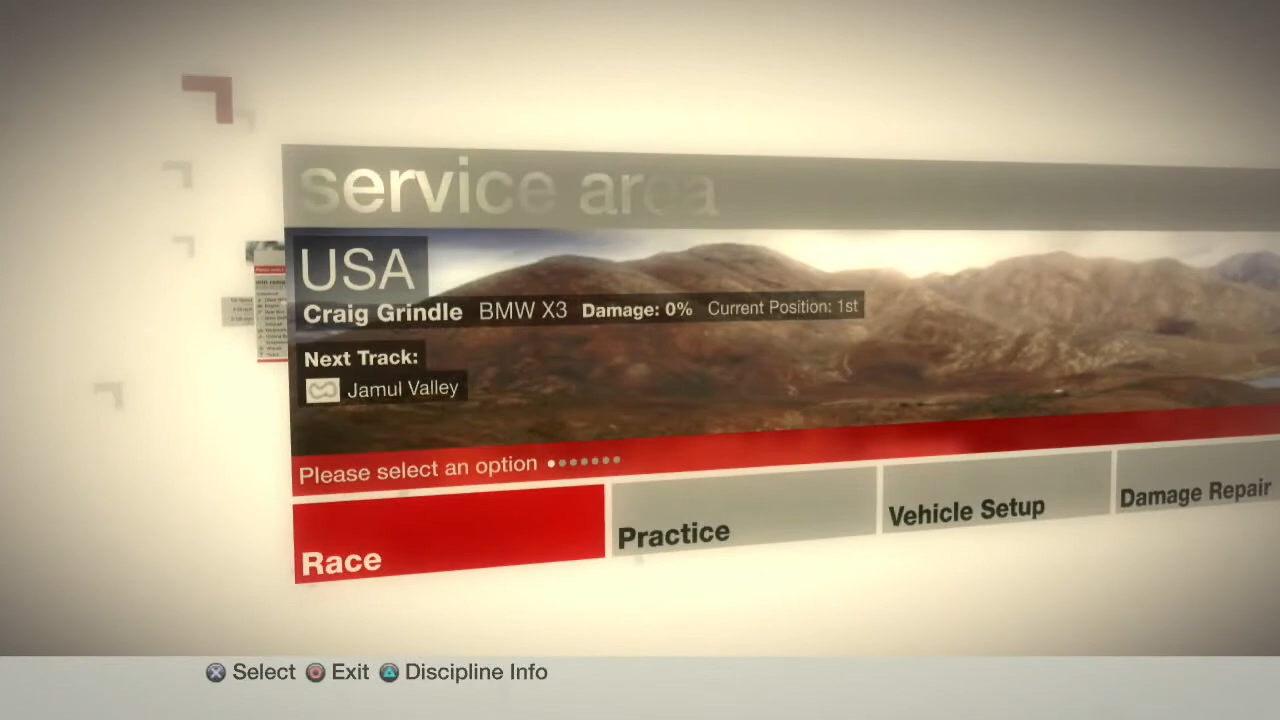 service area
USA
Craig Grindle BMW X3 Damage: 0% Current Position: 1st
Next Track:
Jamul Valley
Please select an option
Race
Practice
Vehicle Setup
Damage Repair
Select Exit Discipline Info